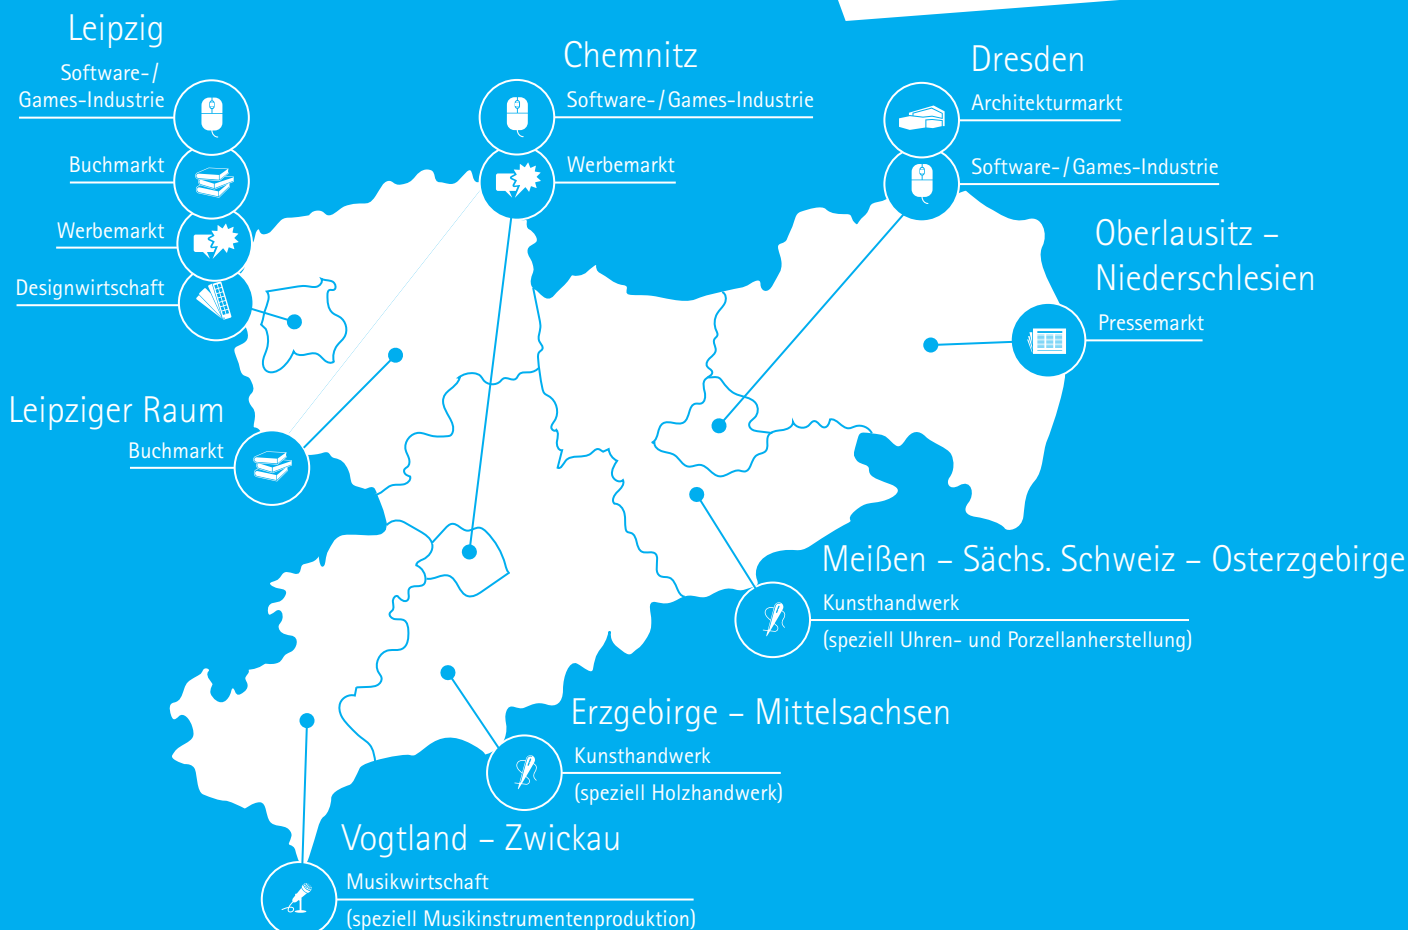 Leipzig
Software- /
Games-Industrie
Buchmarkt
Werbemarkt
Designwirtschaft
Chemnitz
Software- / Games-Industrie
Werbemarkt
Dresden
Architekturmarkt
Software- / Games-Industrie
Oberlausitz –
Niederschlesien
Pressemarkt
Leipziger Raum
Buchmarkt
Meißen – Sächs. Schweiz – Osterzgebirge
Kunsthandwerk
(speziell Uhren- und Porzellanherstellung)
Erzgebirge – Mittelsachsen
Kunsthandwerk
(speziell Holzhandwerk)
Vogtland – Zwickau
Musikwirtschaft
(speziell Musikinstrumentenproduktion)